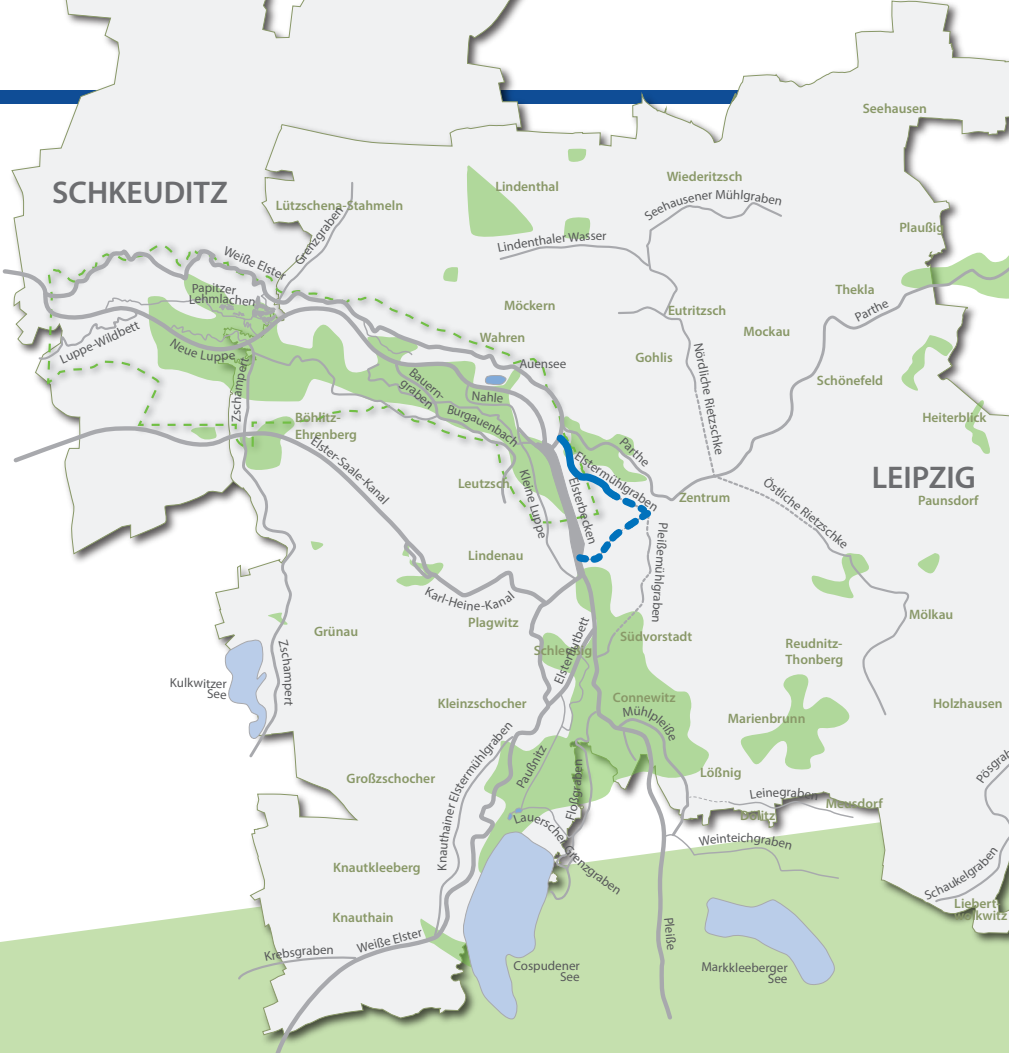 Seehausen
SCHKEUDITZ
Lindenthal
Wiederitzsch
Lützschena-Stahmeln
Seehausener Mühlgraben
Grenzgraben
Plaußig
Lindenthaler Wasser
Weiße Elster
Papitzer
Lehmlachen
Thekla
Parthe
Möckern
Eutritzsch
Mockau
Luppe-Wildbett
Neue Luppe
Wahren
Gohlis
Nördliche Rietzschke
Auensee
Zschampert
Bauern-
graben
Nahle
Schönefeld
Burgauenbach
Böhlitz-
Ehrenberg
Heiterblick
Elster-Saale-Kanal
Parthe
Elstermühlgraben
LEIPZIG
Leutzsch
Kleine Luppe
Elsterbecken
Zentrum
Östliche Rietzschke
Paunsdorf
Pleißemühlgraben
Lindenau
Karl-Heine-Kanal
Plagwitz
Mölkau
Grünau
Südvorstadt
Reudnitz-
Thonberg
Schleußig
Elsterflutbett
Zschampert
Kulkwitzer
See
Kleinzschocher
Connewitz
Mühlpleiße
Marienbrunn
Holzhausen
Knauthainer Elstermühlgraben
Paußnitz
Floßgraben
Großzschocher
Lößnig
Leinegraben
Meusdorf
Dölitz
Lauerscher Grenzgraben
Weinteichgraben
Knautkleeberg
Schaukelgraben
Liebert-
wolkwitz
Knauthain
Weiße Elster
Krebsgraben
Pleiße
Cospudener
See
Markkleeberger
See